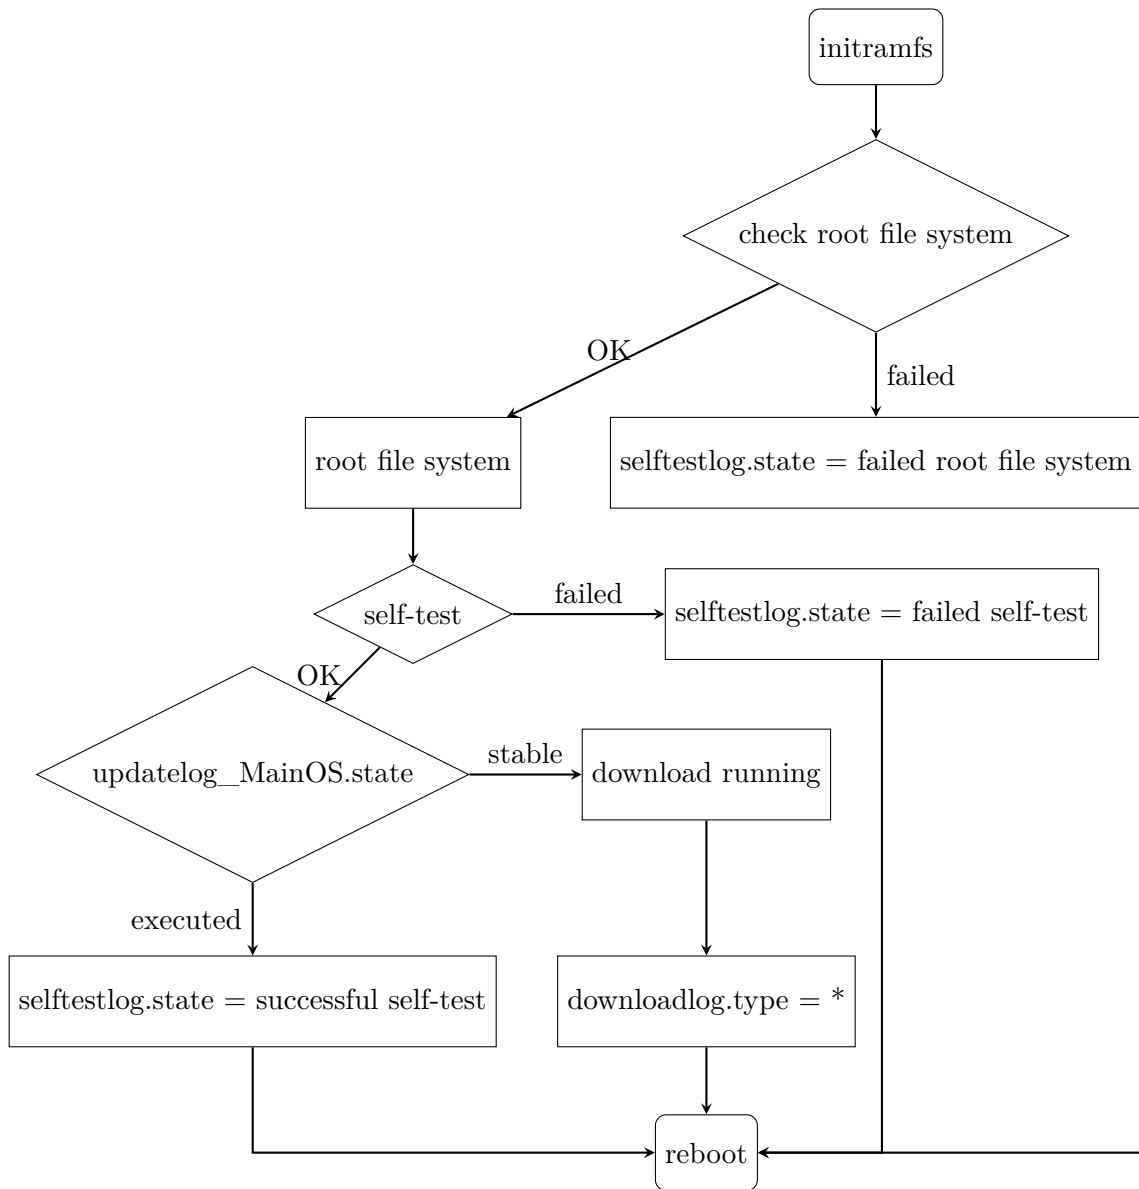 initramfs
check root file system
OK
failed
root file system
selftestlog.state = failed root file system
self-test
failed
selftestlog.state = failed self-test
OK
updatelog_MainOS.state
stable
download running
executed
selftestlog.state = successful self-test
downloadlog.type = *
reboot